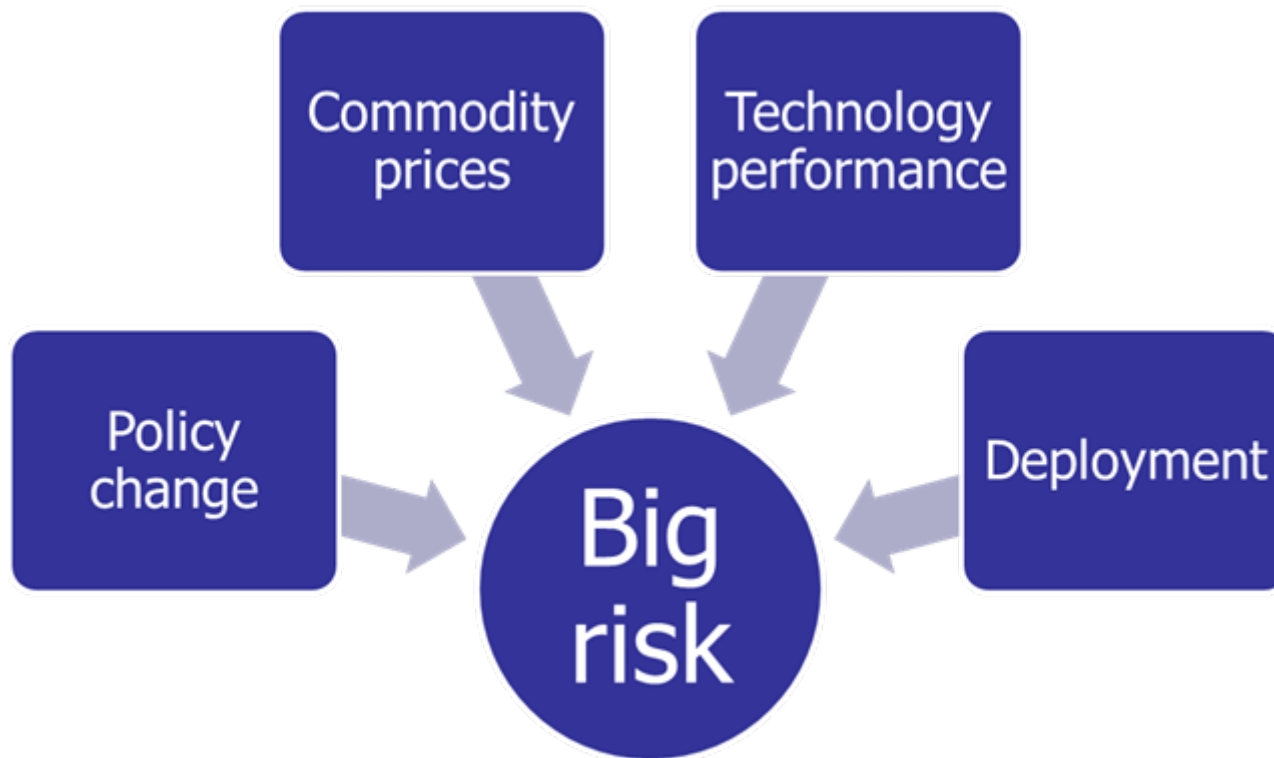 Commodity
prices
Technology
performance
Policy
change
Deployment
Big
risk